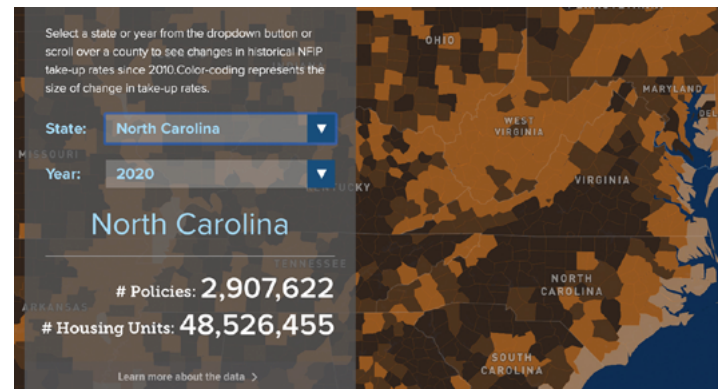 Select a state or year from the dropdown button or
scroll over a county to see changes in historical NFIP
take-up rates since 2010.Color-coding represents the
size of change in take-up rates.
State: North Carolina
Year: 2020
North Carolina
# Policies: 2,907,622
# Housing Units: 48,526,455
Learn more about the data >
OHIO
MARYLAND
DEL
WEST
VIRGINIA
MISSOURI
VIRGINIA
KENTUCKY
TENNESSEE
NORTH
CAROLINA
ARKANSAS
SOUTH
CAROLINA